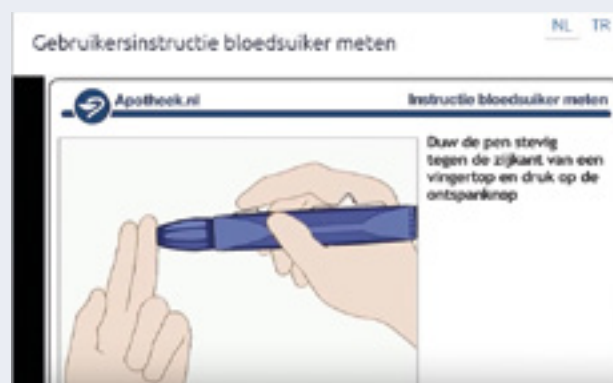 NL TR
Gebruikersinstructie bloedsuiker meten
Apotheek.nl
Instructie bloedsuiker meten
Duw de pen stevig
tegen de zijkant van een
vingertop en druk op de
ontspanknop